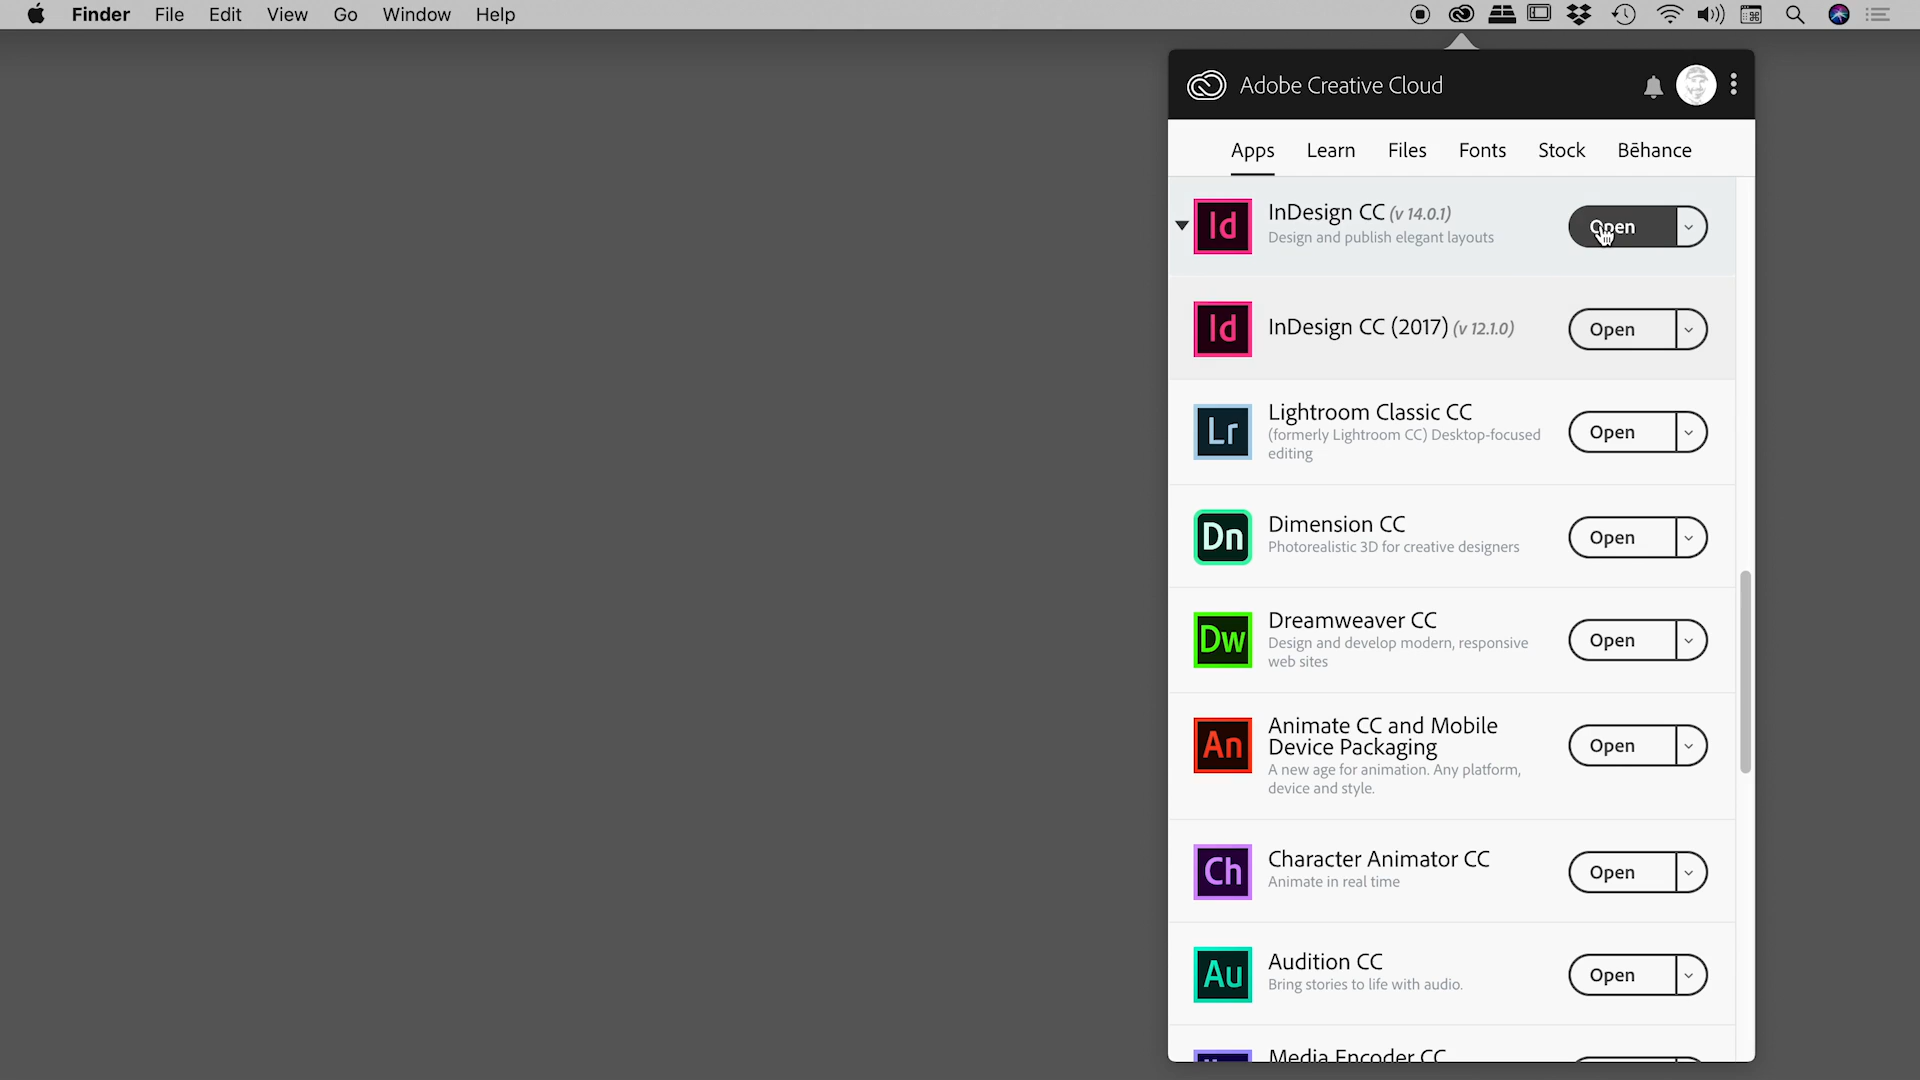 Finder File Edit View Go Window Help
Adobe Creative Cloud
Apps Learn Files Fonts Stock Bēhance
Id
InDesign CC (v 14.0.1)
Design and publish elegant layouts
Open
Id
InDesign CC (2017) (v 12.1.0)
Open
Lr
Lightroom Classic CC
(formerly Lightroom CC) Desktop-focused
editing
Open
Dn
Dimension CC
Photorealistic 3D for creative designers
Open
Dw
Dreamweaver CC
Design and develop modern, responsive
web sites
Open
An
Animate CC and Mobile
Device Packaging
A new age for animation. Any platform,
device and style.
Open
Ch
Character Animator CC
Animate in real time
Open
Au
Audition CC
Bring stories to life with audio.
Open
Media Encoder CC